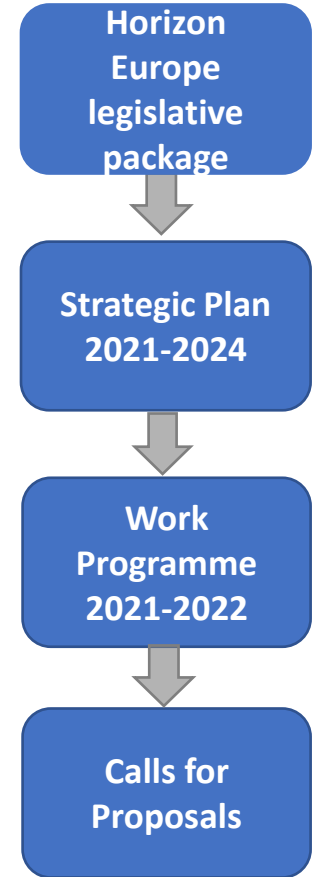 Horizon
Europe
legislative
package
Strategic Plan
2021-2024
Work
Programme
2021-2022
Calls for
Proposals